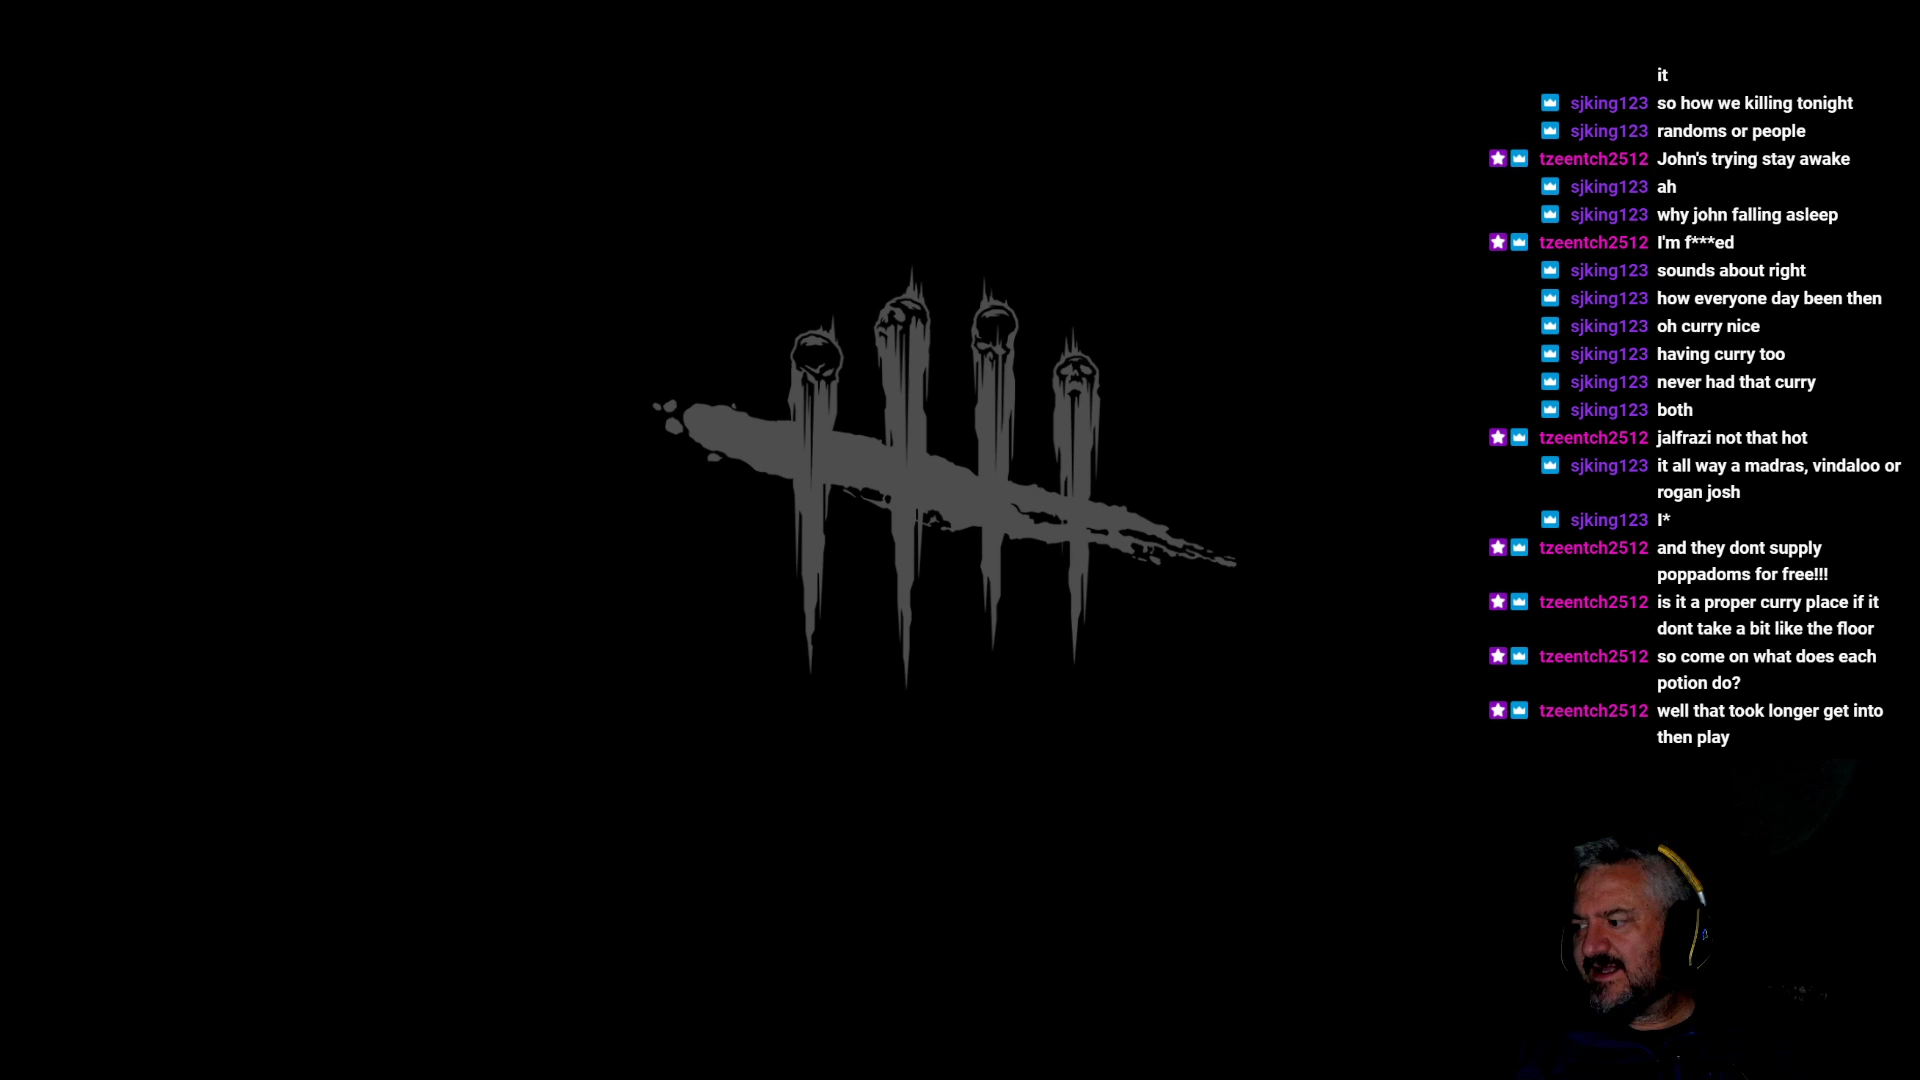 it
sjking123 so how we killing tonight
sjking123 randoms or people
tzeentch2512 John's trying stay awake
sjking123 ah
sjking123 why john falling asleep
tzeentch2512 I'm f***ed
sjking123 sounds about right
sjking123 how everyone day been then
sjking123 oh curry nice
sjking123 having curry too
sjking123 never had that curry
sjking123 both
tzeentch2512 jalfrazi not that hot
sjking123 it all way a madras, vindaloo or
rogan josh
sjking123 I*
tzeentch2512 and they dont supply
poppadoms for free!!!
tzeentch2512 is it a proper curry place if it
dont take a bit like the floor
tzeentch2512 so come on what does each
potion do?
tzeentch2512 well that took longer get into
then play